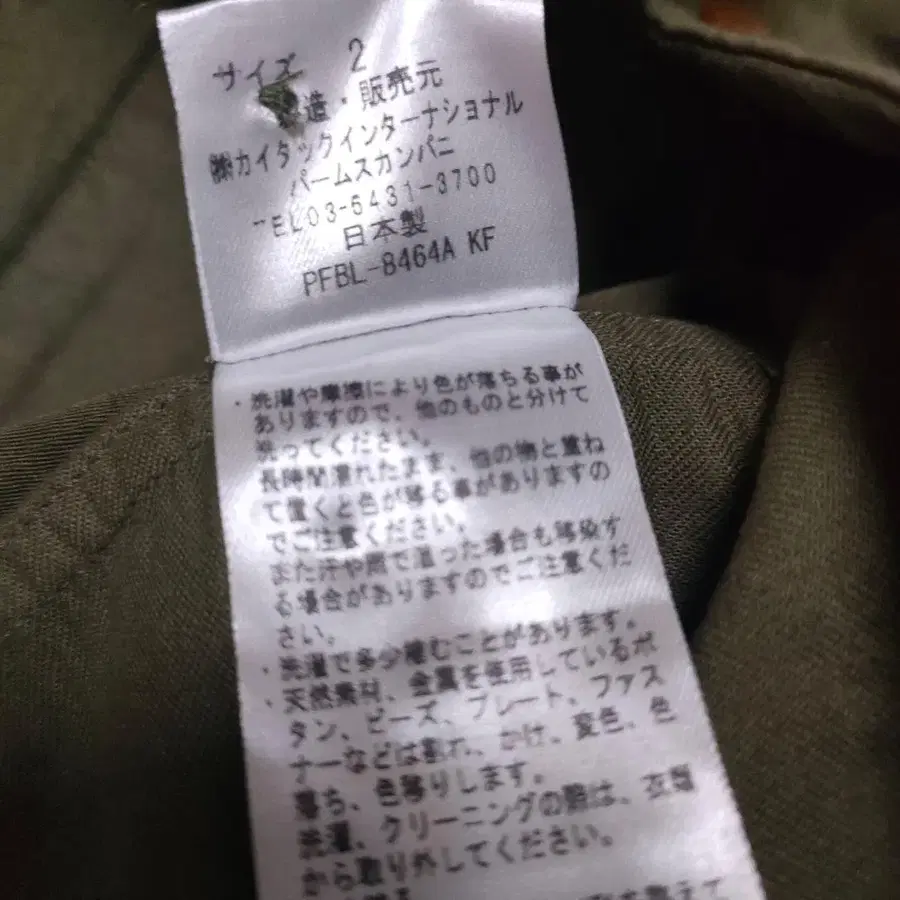 サイズ 2
製造・販売元
㈱カイタックインターナショナル
パームスカンパニ
TEL03-5431-3700
日本製
PFBL-8464A KF
・洗濯や摩擦により色が落ちる事が
ありますので、他のものと分けて
洗ってください。
長時間濡れたまま、他の物と重ね
て置くと色が移る事がありますの
でご注意ください。
また汗や雨で湿った場合も移染す
る場合がありますのでご注意くだ
さい。
・洗濯で多少縮むことがあります。
・天然素材、金属を使用しているボ
タン、ビーズ、プレート、ファス
ナーなどは割れ、かけ、変色、色
落ち、色移りします。
洗濯、クリーニングの際は、衣類
から取り外してください。